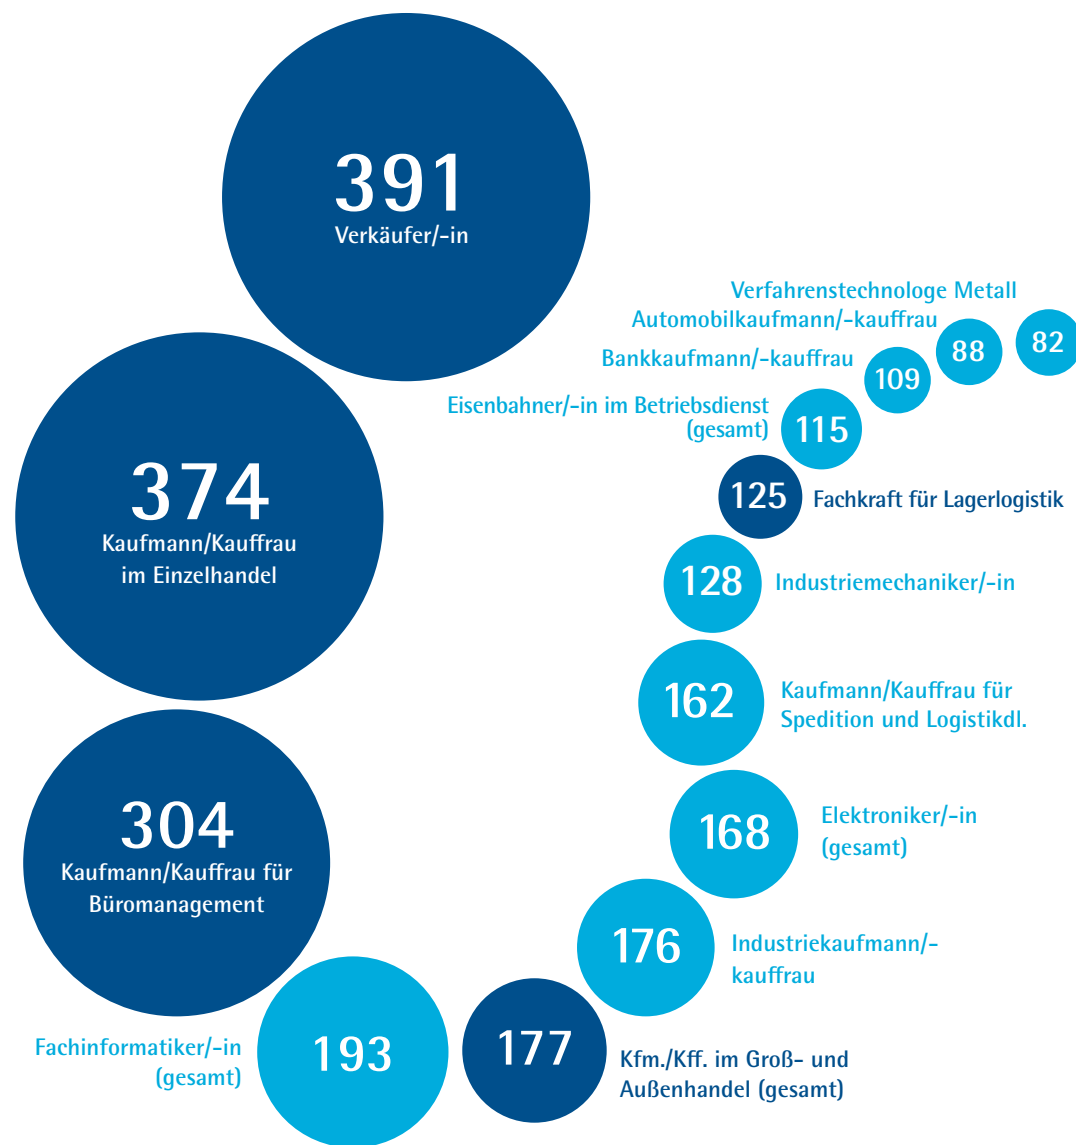 391
Verkäufer/-in
374
Kaufmann/Kauffrau
im Einzelhandel
304
Kaufmann/Kauffrau für
Büromanagement
Fachinformatiker/-in
(gesamt)
193
177
Kfm./Kff. im Groß- und
Außenhandel (gesamt)
176
Industriekaufmann/-
kauffrau
168
Elektroniker/-in
(gesamt)
162
Kaufmann/Kauffrau für
Spedition und Logistikdl.
128
Industriemechaniker/-in
125
Fachkraft für Lagerlogistik
Eisenbahner/-in im Betriebsdienst
(gesamt)
115
Bankkaufmann/-kauffrau
109
Automobilkaufmann/-kauffrau
88
Verfahrenstechnologe Metall
82